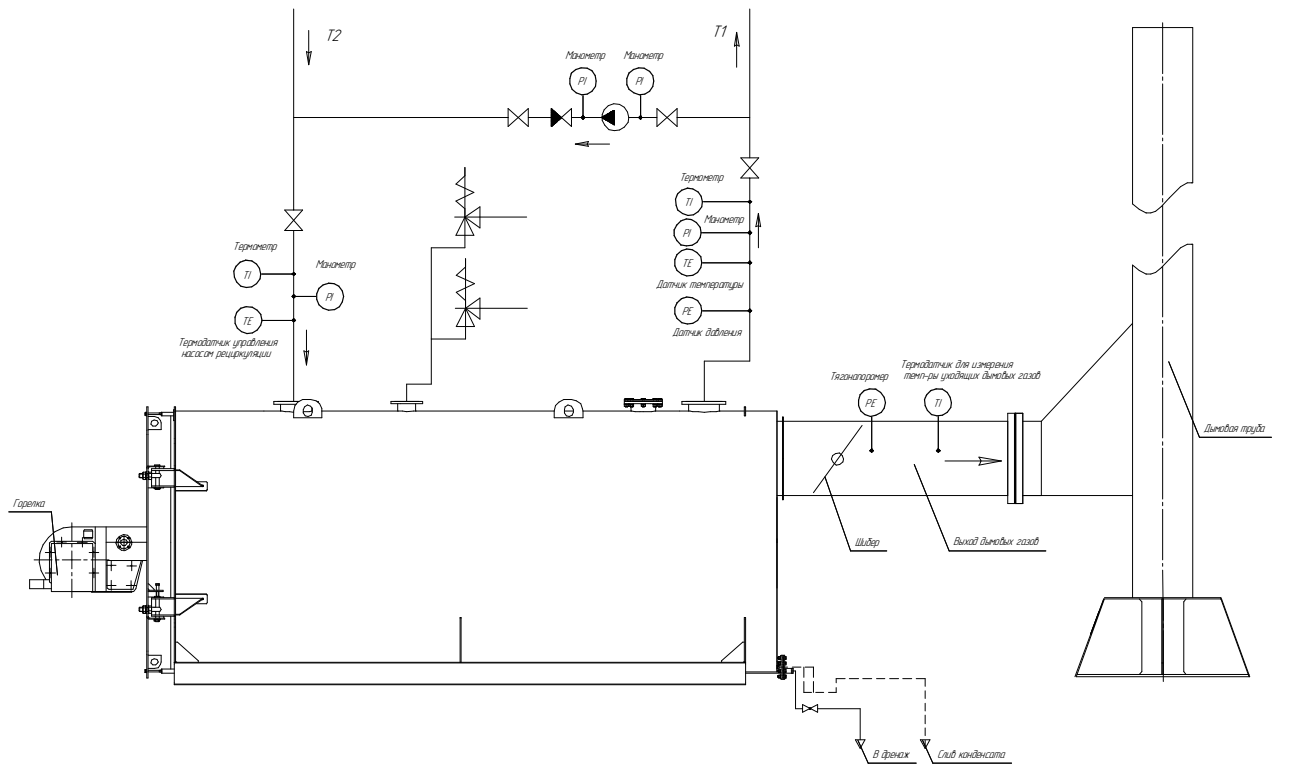 Т2
Т1
Манометр
Манометр
PI
PI
Термометр
TI
Манометр
PI
TE
Датчик температуры
PE
Датчик давления
Термометр
TI
Манометр
PI
TE
Термодатчик управления
насосом рециркуляции
Тягонапоромер
PE
Термодатчик для измерения
темп-ры уходящих дымовых газов
TI
Дымовая труба
Горелка
Шибер
Выход дымовых газов
В дренаж
Слив конденсата